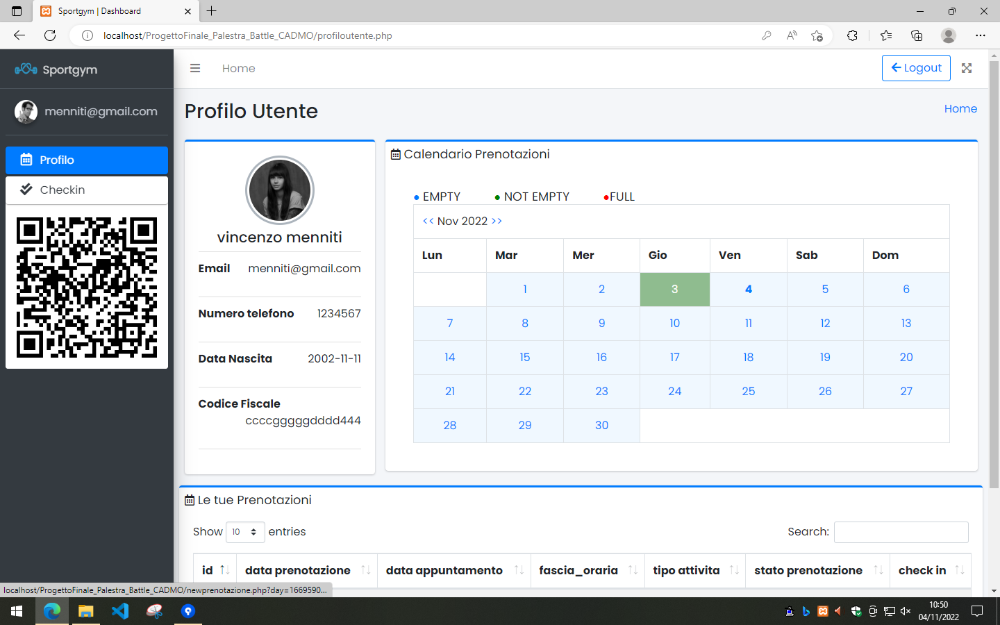 Sportgym | Dashboard
localhost/ProgettoFinale_Palestra_Battle_CADMO/profiloutente.php
Sportgym
Home
Logout
menniti@gmail.com
Profilo Utente
Home
Profilo
Checkin
vincenzo menniti
Email menniti@gmail.com
Numero telefono 1234567
Data Nascita 2002-11-11
Codice Fiscale
ccccgggggdddd444
Calendario Prenotazioni
EMPTY NOT EMPTY FULL
<< Nov 2022 >>
Lun Mar Mer Gio Ven Sab Dom
1 2 3 4 5 6
7 8 9 10 11 12 13
14 15 16 17 18 19 20
21 22 23 24 25 26 27
28 29 30
Le tue Prenotazioni
Show 10 entries
Search:
id data prenotazione data appuntamento fascia_oraria tipo attivita stato prenotazione check in
localhost/ProgettoFinale_Palestra_Battle_CADMO/newprenotazione.php?day=1669590...
10:50
04/11/2022